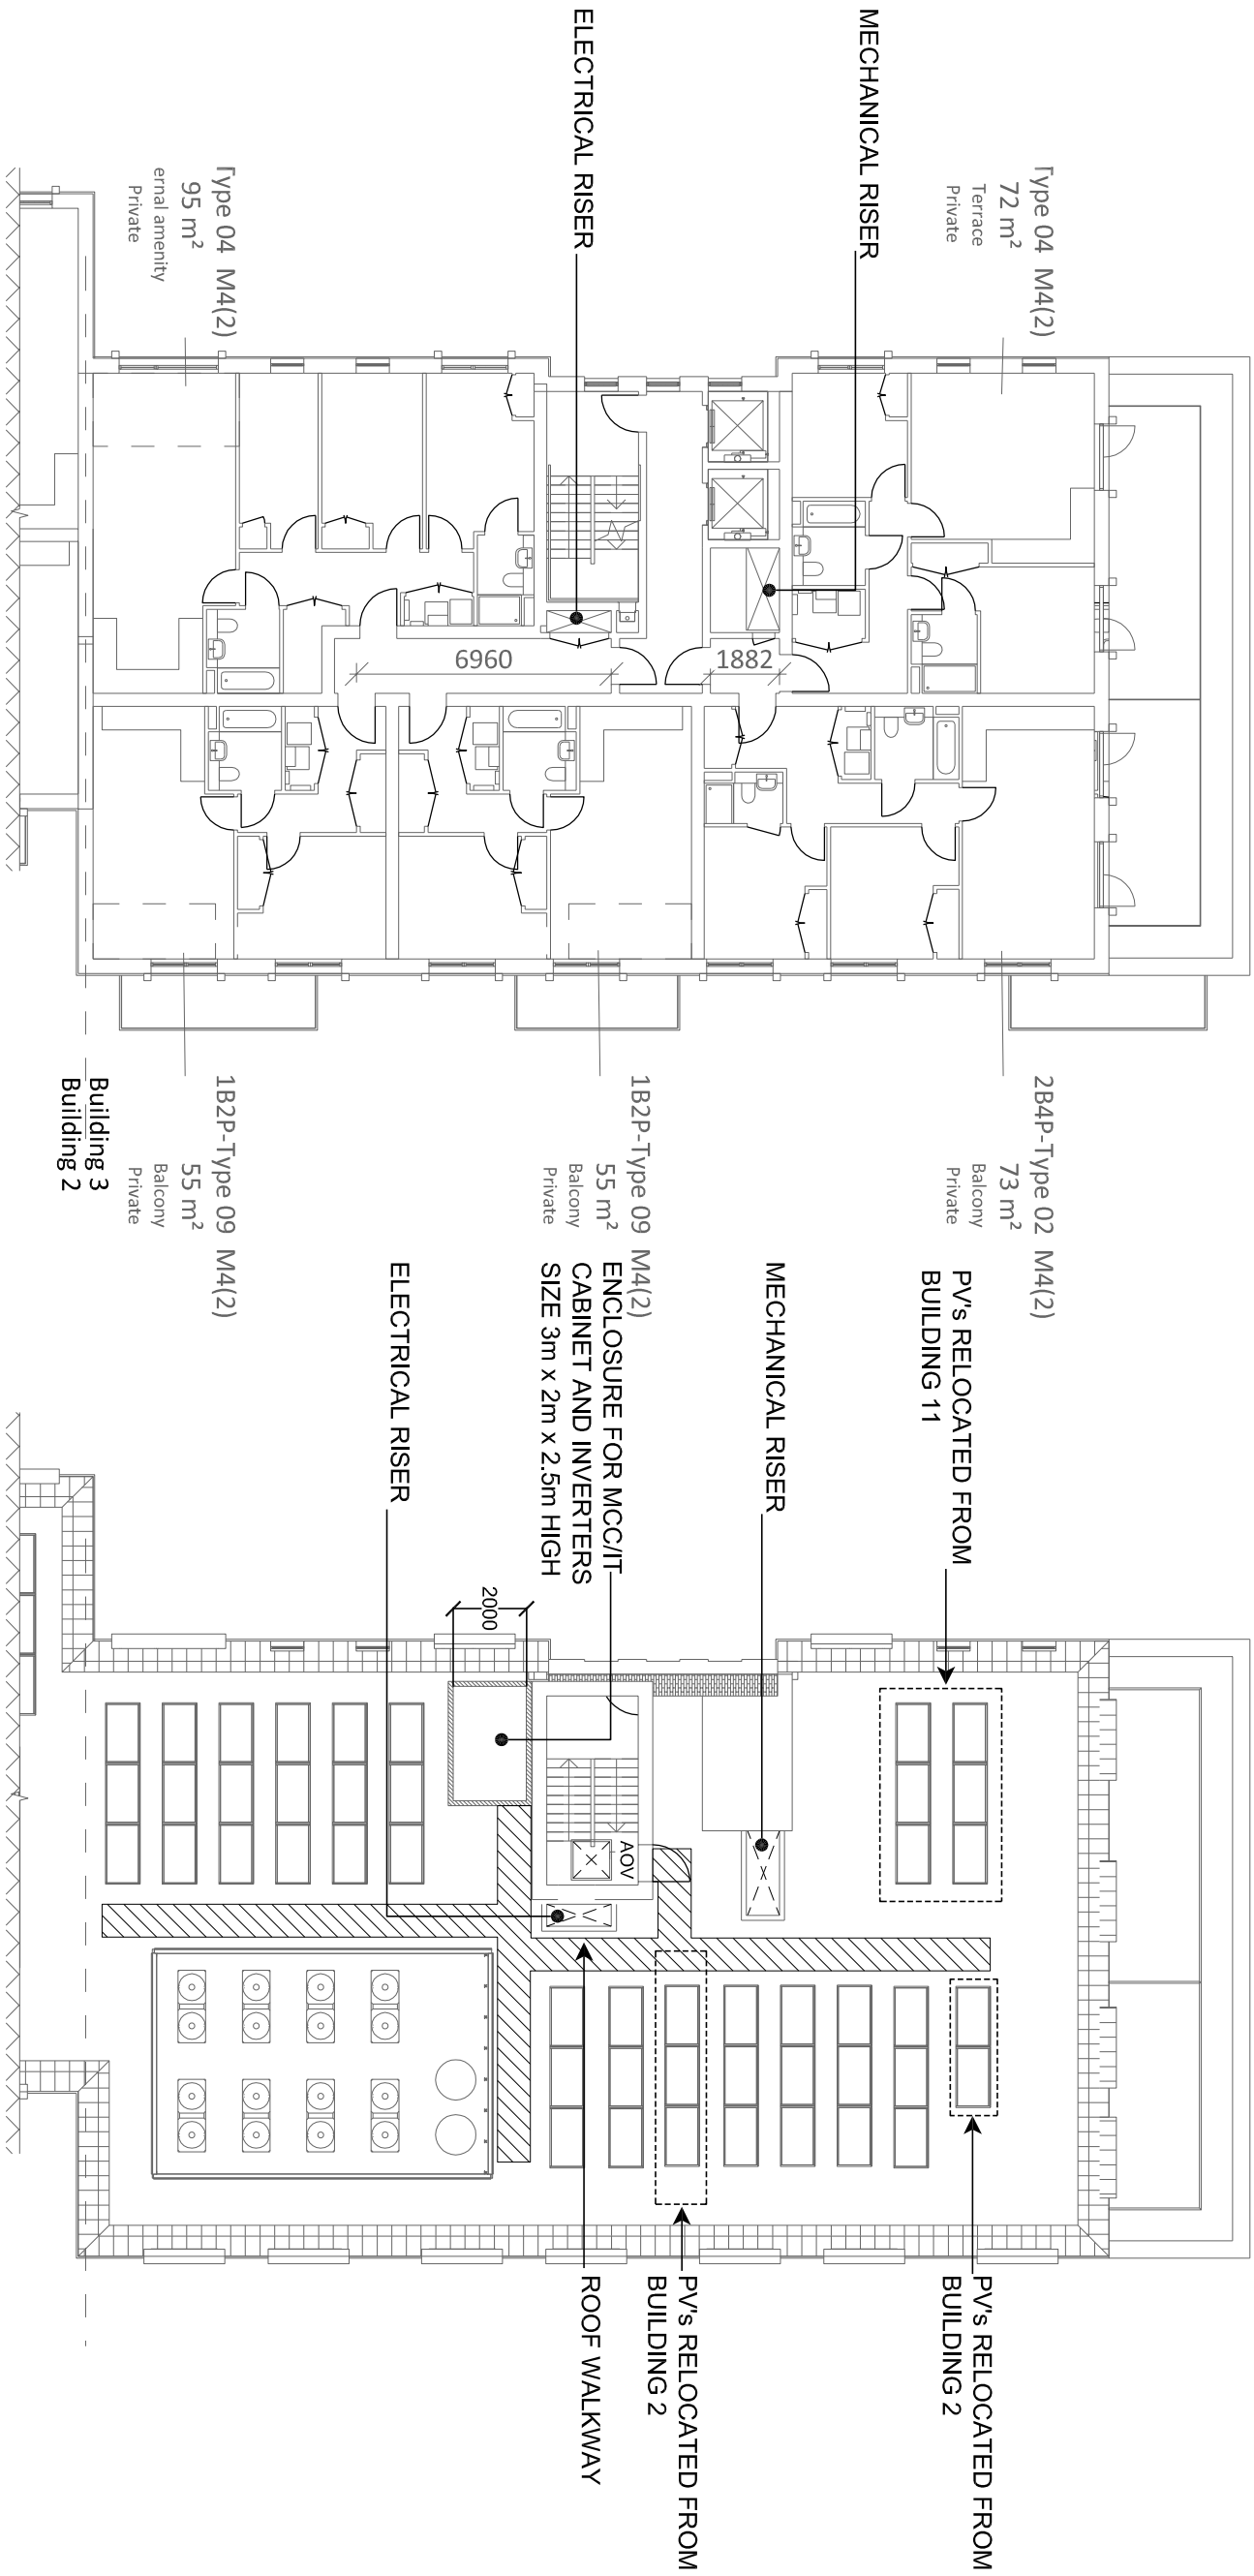 MECHANICAL RISER
ELECTRICAL RISER
Type 04 M4(2)
72 m²
Terrace
Private
Type 04 M4(2)
95 m²
ernal amenity
Private
6960
1882
2B4P-Type 02 M4(2)
73 m²
Balcony
Private
1B2P-Type 09 M4(2)
55 m²
Balcony
Private
1B2P-Type 09 M4(2)
55 m²
Balcony
Private
Building 3
Building 2
PV's RELOCATED FROM
BUILDING 11
MECHANICAL RISER
ENCLOSURE FOR MCC/IT
CABINET AND INVERTERS
SIZE 3m x 2m x 2.5m HIGH
ELECTRICAL RISER
2000
AOV
PV's RELOCATED FROM
BUILDING 2
PV's RELOCATED FROM
BUILDING 2
ROOF WALKWAY